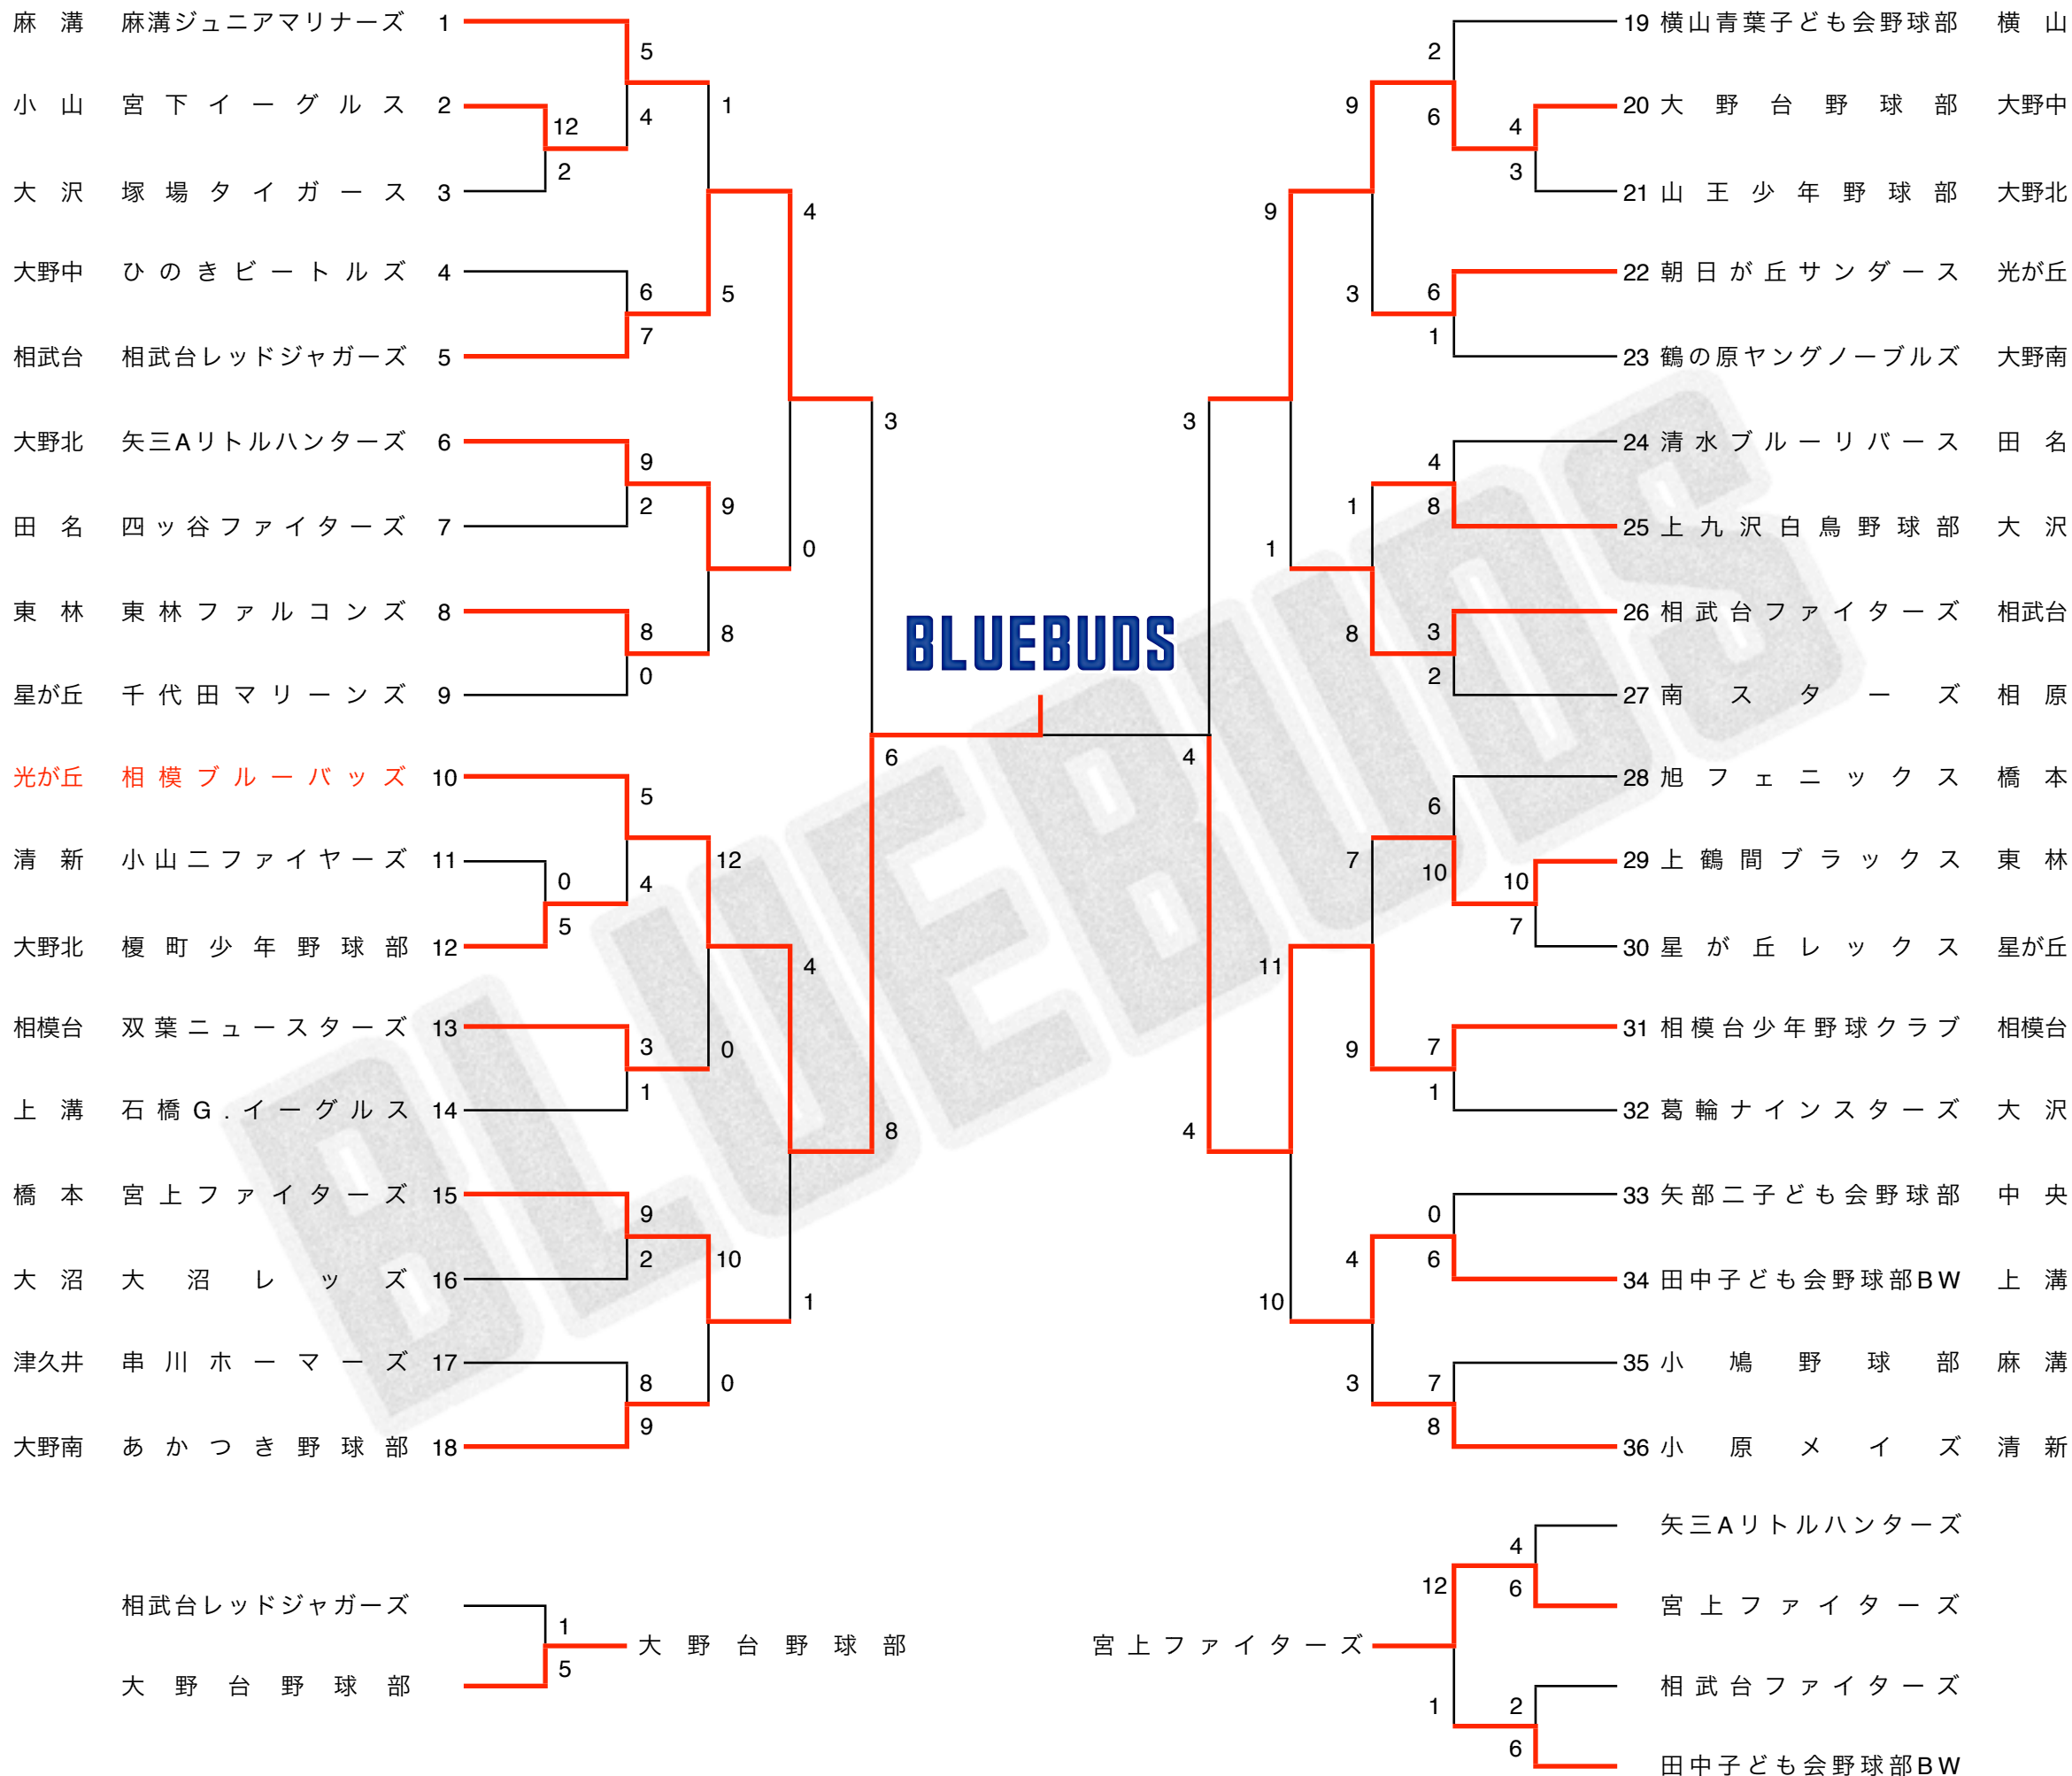 麻溝 麻溝ジュニアマリナーズ 1
5
小山 宮下イーグルス 2
12
4
1
2
大沢 塚場タイガース 3
4
大野中 ひのきビートルズ 4
6
5
7
相武台 相武台レッドジャガーズ 5
3
大野北 矢三Aリトルハンターズ 6
9
2
9
田名 四ッ谷ファイターズ 7
0
東林 東林ファルコンズ 8
8
8
0
星が丘 千代田マリーンズ 9
6
光が丘 相模ブルーバッズ 10
5
清新 小山二ファイヤーズ 11
12
0
4
5
大野北 榎町少年野球部 12
4
相模台 双葉ニュースターズ 13
3
0
1
上溝 石橋G.イーグルス 14
8
橋本 宮上ファイターズ 15
9
2
10
大沼 大沼レッズ 16
1
津久井 串川ホーマーズ 17
8
0
9
大野南 あかつき野球部 18
BLUEBUDS
BLUEBUDS
19 横山青葉子ども会野球部 横山
2
20 大野台野球部 大野中
9
6
4
3
21 山王少年野球部 大野北
9
22 朝日が丘サンダース 光が丘
3
6
1
23 鶴の原ヤングノーブルズ 大野南
3
24 清水ブルーリバース 田名
4
1
8
25 上九沢白鳥野球部 大沢
1
26 相武台ファイターズ 相武台
8
3
2
27 南スターズ 相原
4
28 旭フェニックス 橋本
6
29 上鶴間ブラックス 東林
7
10
10
7
30 星が丘レックス 星が丘
11
31 相模台少年野球クラブ 相模台
9
7
1
32 葛輪ナインスターズ 大沢
4
33 矢部二子ども会野球部 中央
0
4
6
34 田中子ども会野球部BW 上溝
10
35 小鳩野球部 麻溝
3
7
8
36 小原メイズ 清新
相武台レッドジャガーズ
1
大野台野球部
5
大野台野球部
矢三Aリトルハンターズ
4
12
6
宮上ファイターズ
宮上ファイターズ
相武台ファイターズ
1
2
6
田中子ども会野球部BW